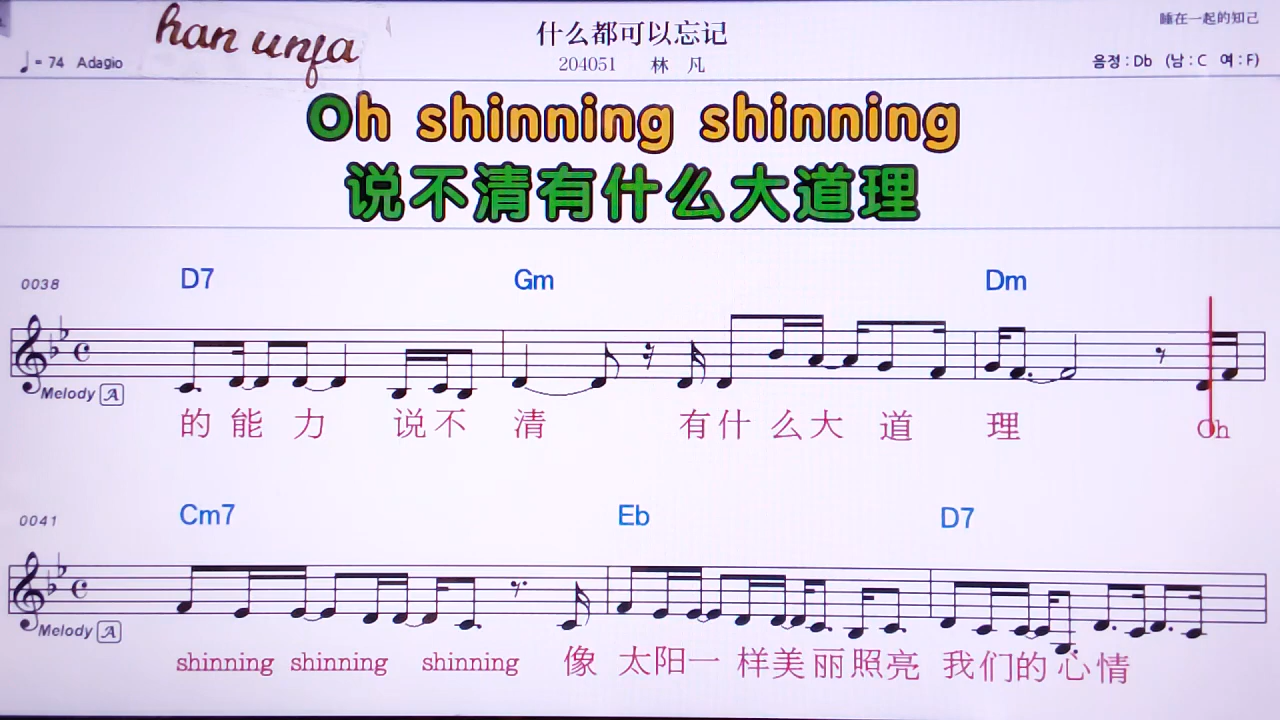 han unfa
什么都可以忘记
睡在一起的知己
♩= 74 Adagio
204051 林 凡
음정 : Db (남 : C 여 : F)
Oh shinning shinning
说不清有什么大道理
0038
D7 Gm Dm
Melody A
的 能 力 说 不 清 有 什 么 大 道 理 Oh
0041
Cm7 Eb D7
Melody A
shinning shinning shinning 像 太阳一 样美 丽 照亮 我们的 心 情